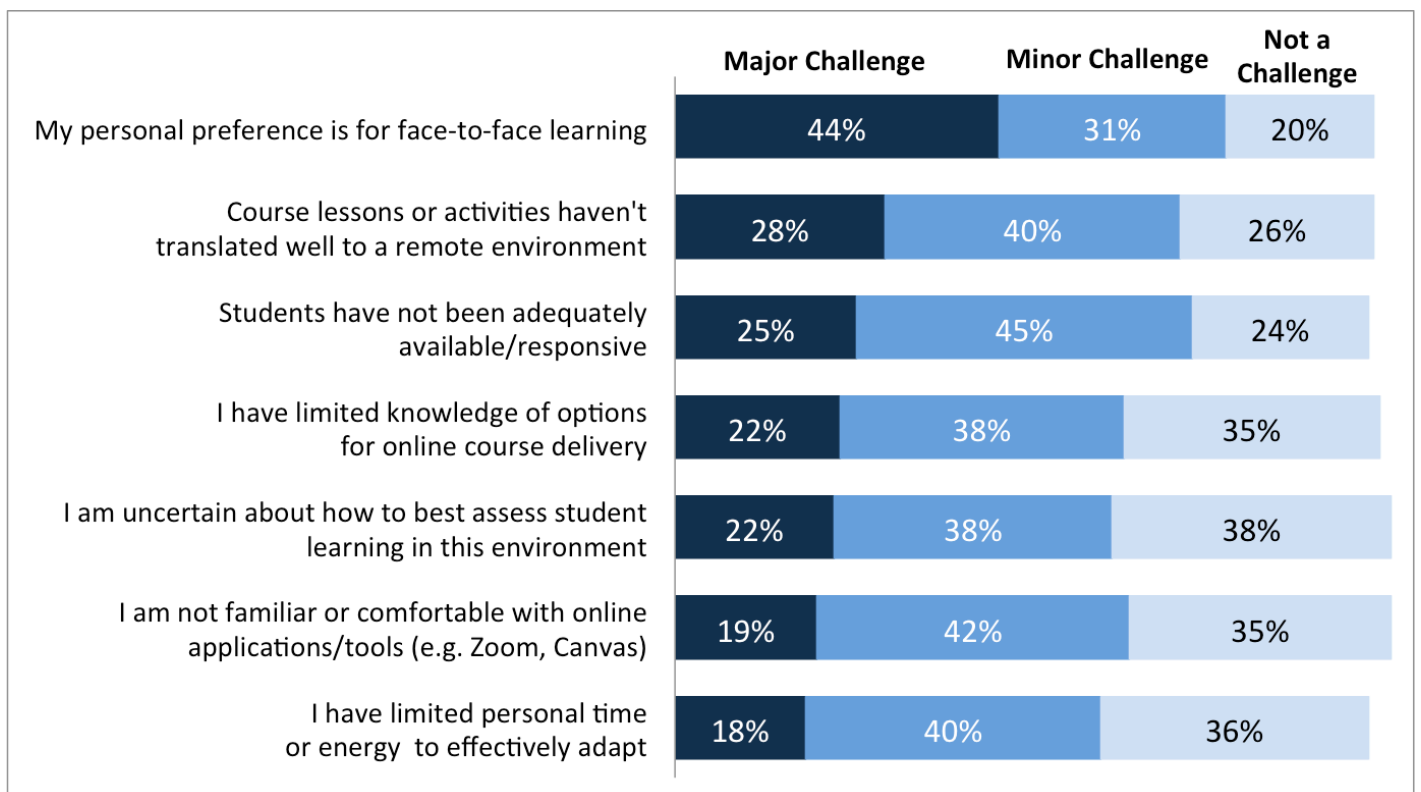 Major Challenge
Minor Challenge
Not a
Challenge
My personal preference is for face-to-face learning
44%
31%
20%
Course lessons or activities haven't
translated well to a remote environment
28%
40%
26%
Students have not been adequately
available/responsive
25%
45%
24%
I have limited knowledge of options
for online course delivery
22%
38%
35%
I am uncertain about how to best assess student
learning in this environment
22%
38%
38%
I am not familiar or comfortable with online
applications/tools (e.g. Zoom, Canvas)
19%
42%
35%
I have limited personal time
or energy  to effectively adapt
18%
40%
36%